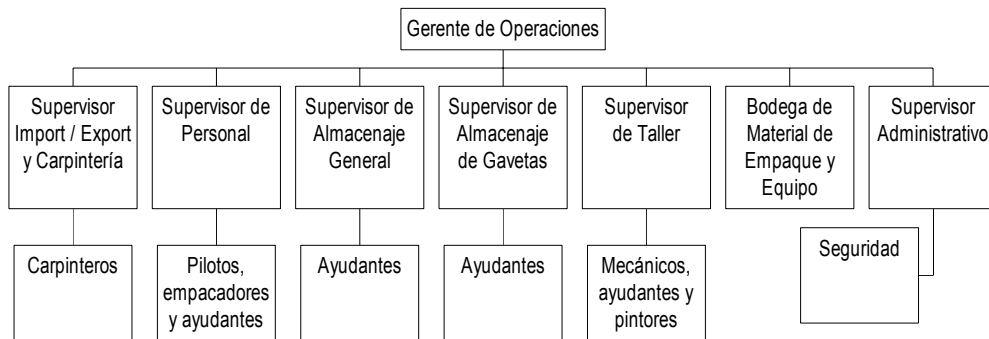 Gerente de Operaciones
Supervisor
Import / Export
y Carpintería
Supervisor de
Personal
Supervisor de
Almacenaje
General
Supervisor de
Almacenaje
de Gavetas
Supervisor
de Taller
Bodega de
Material de
Empaque y
Equipo
Supervisor
Administrativo
Carpinteros
Pilotos,
empacadores
y ayudantes
Ayudantes
Ayudantes
Mecánicos,
ayudantes y
pintores
Seguridad